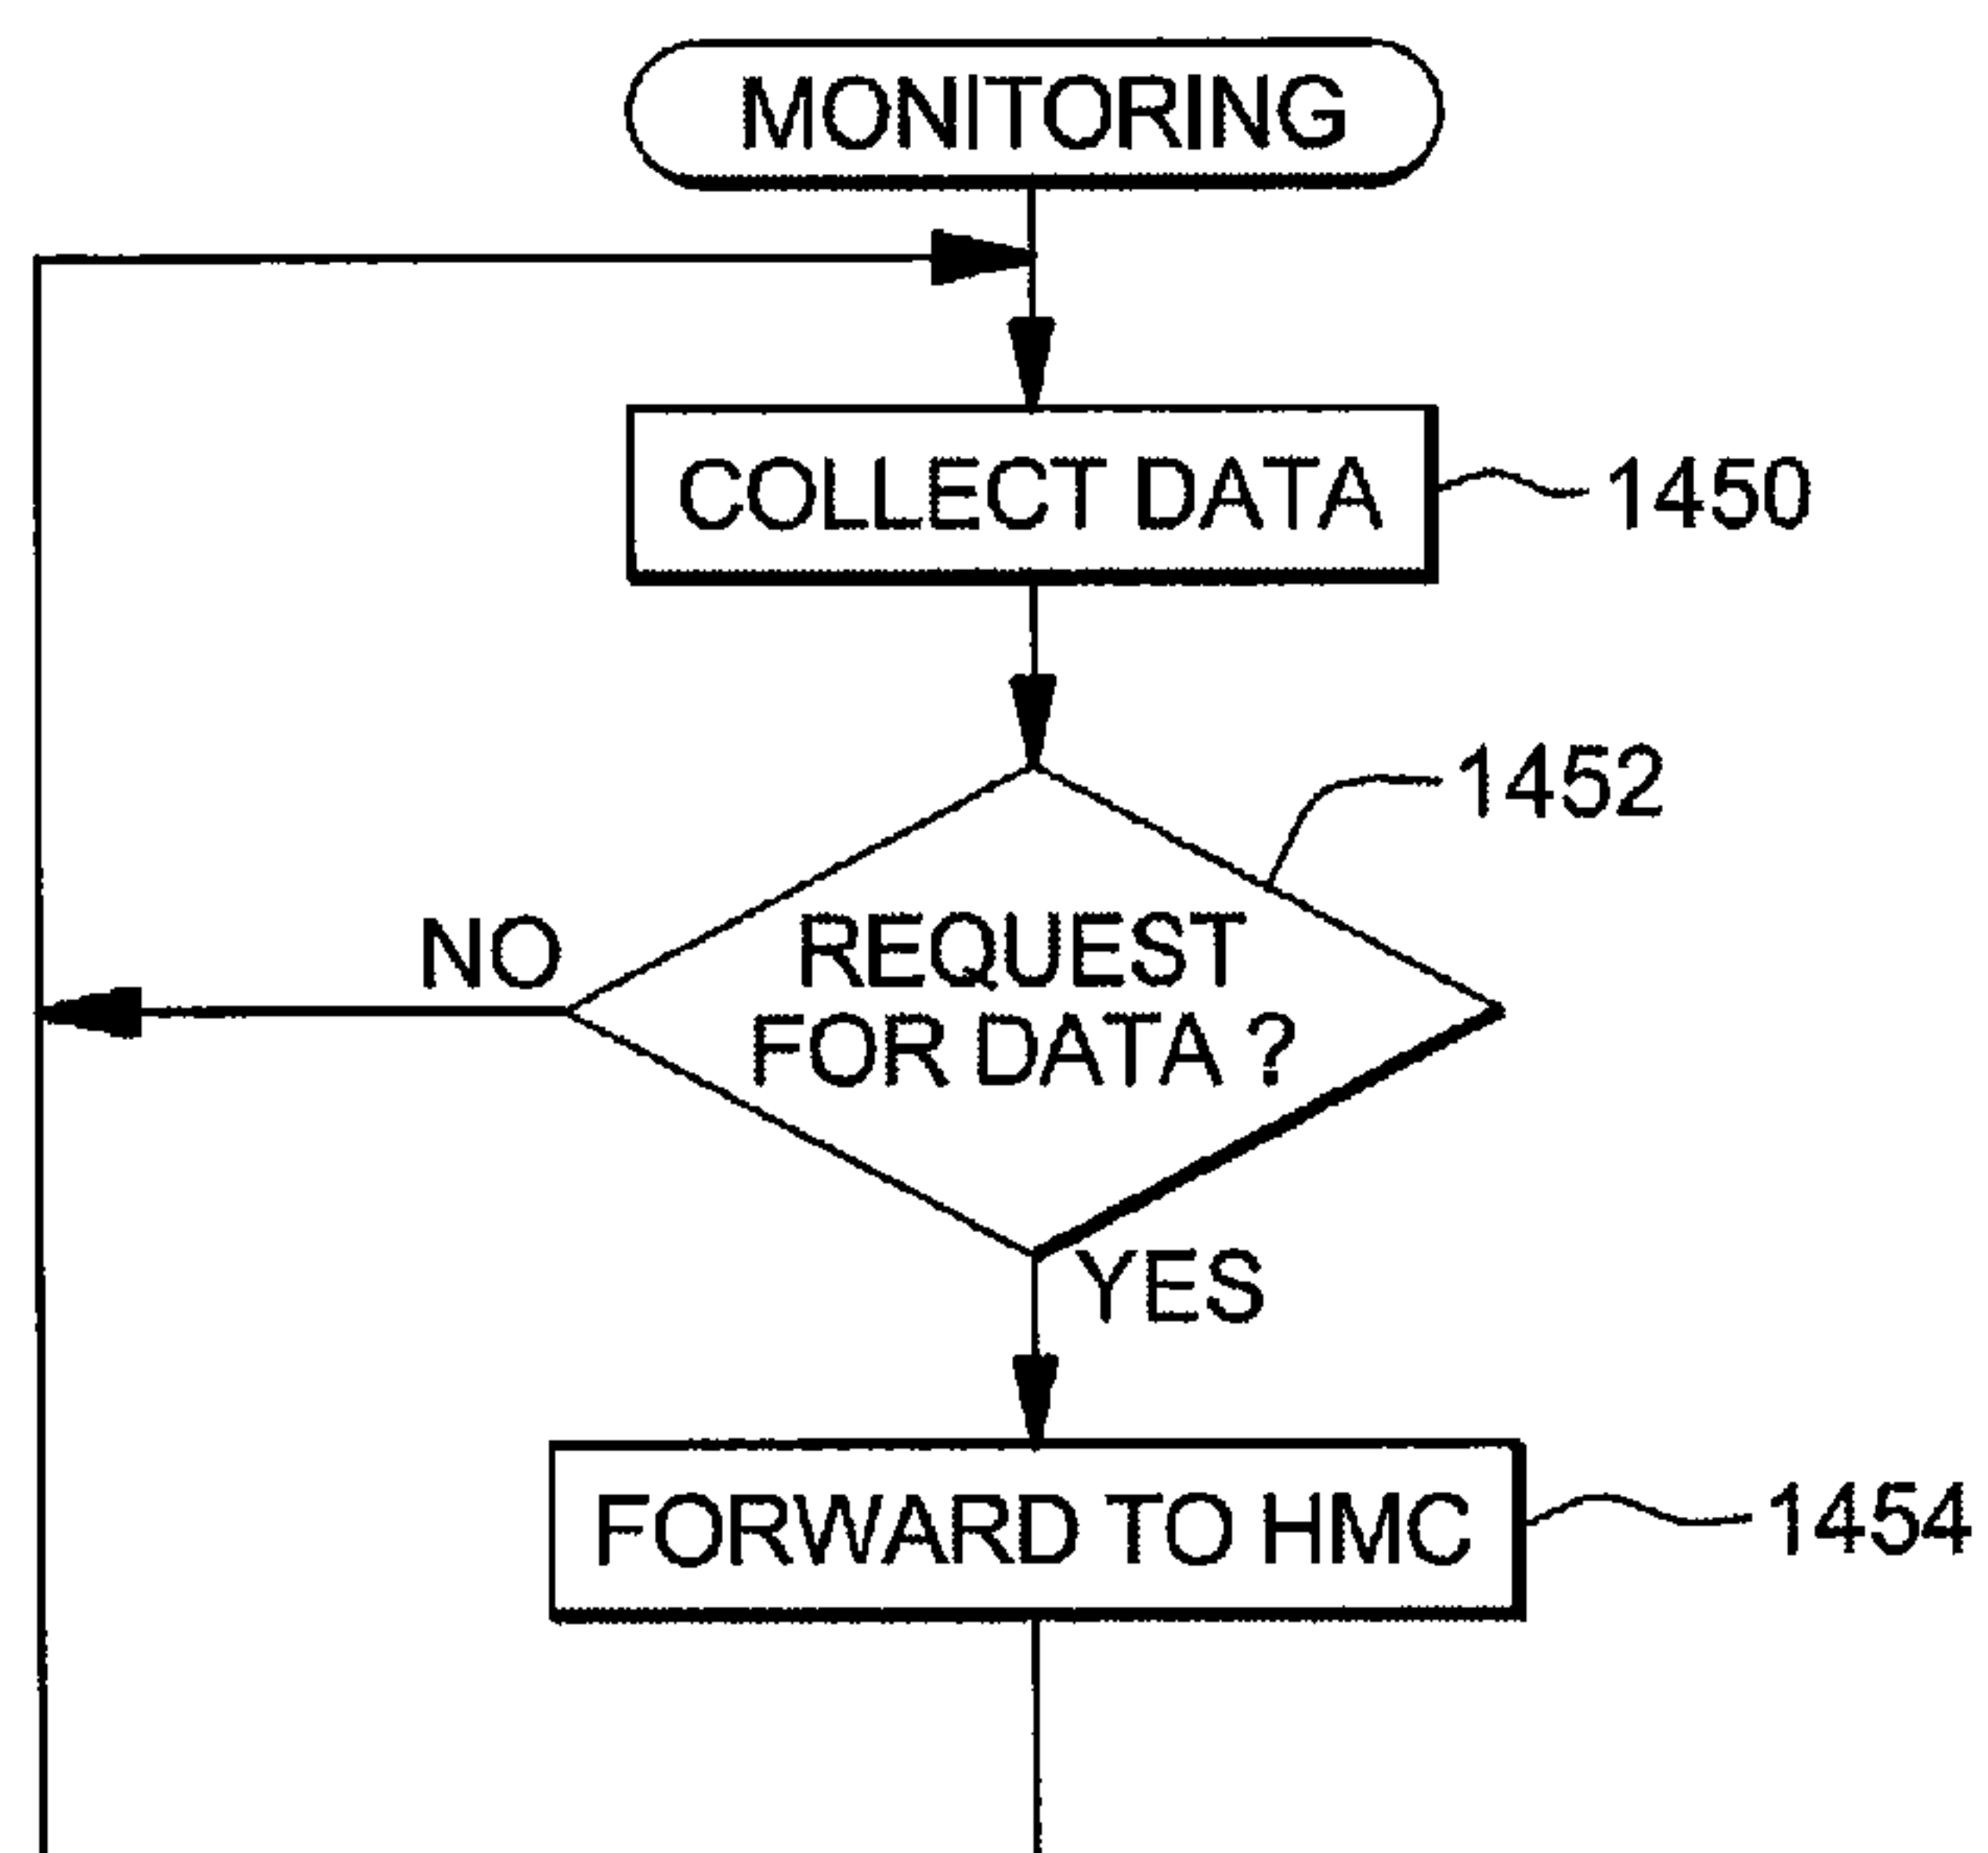 MONITORING
COLLECT DATA
1450
1452
NO
REQUEST
FOR DATA ?
YES
FORWARD TO HMC
1454